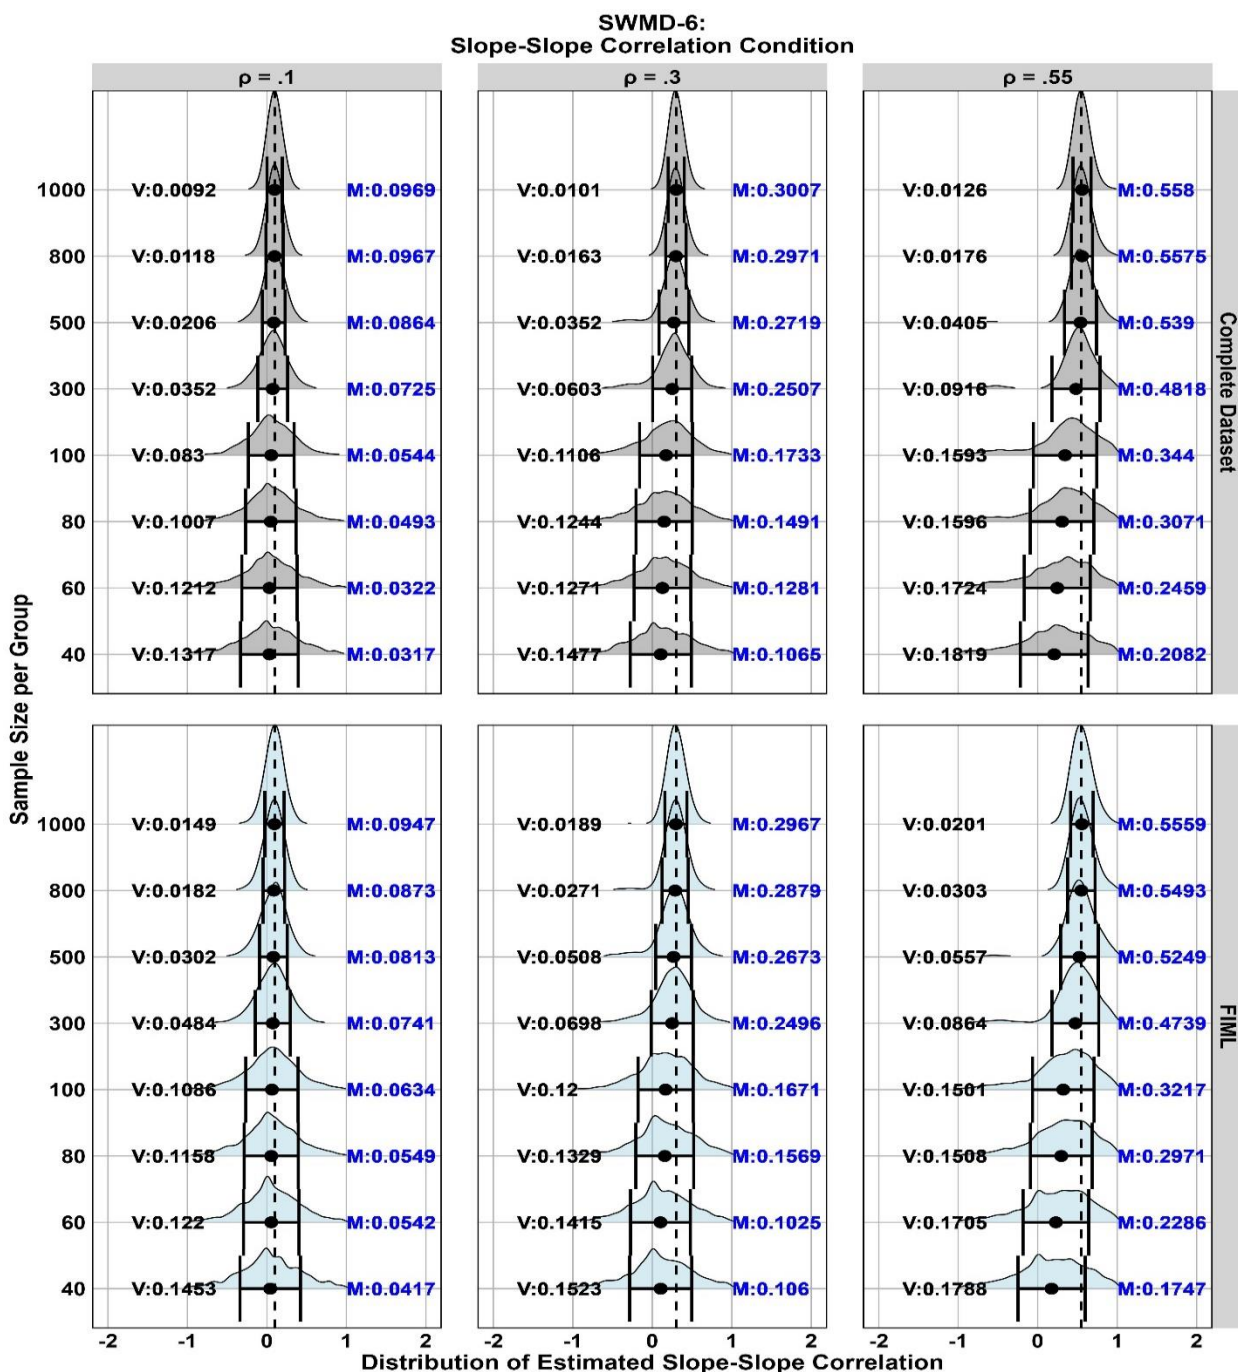 SWMD-6:
Slope-Slope Correlation Condition
ρ = .1 ρ = .3 ρ = .55
1000 V:0.0092 M:0.0969 V:0.0101 M:0.3007 V:0.0126 M:0.558
800 V:0.0118 M:0.0967 V:0.0163 M:0.2971 V:0.0176 M:0.5575
500 V:0.0206 M:0.0864 V:0.0352 M:0.2719 V:0.0405 M:0.539
300 V:0.0352 M:0.0725 V:0.0603 M:0.2507 V:0.0916 M:0.4818
100 V:0.083 M:0.0544 V:0.1106 M:0.1733 V:0.1593 M:0.344
80 V:0.1007 M:0.0493 V:0.1244 M:0.1491 V:0.1596 M:0.3071
60 V:0.1212 M:0.0322 V:0.1271 M:0.1281 V:0.1724 M:0.2459
40 V:0.1317 M:0.0317 V:0.1477 M:0.1065 V:0.1819 M:0.2082
Complete Dataset
Sample Size per Group
1000 V:0.0149 M:0.0947 V:0.0189 M:0.2967 V:0.0201 M:0.5559
800 V:0.0182 M:0.0873 V:0.0271 M:0.2879 V:0.0303 M:0.5493
500 V:0.0302 M:0.0813 V:0.0508 M:0.2673 V:0.0557 M:0.5249
300 V:0.0484 M:0.0741 V:0.0698 M:0.2496 V:0.0864 M:0.4739
100 V:0.1086 M:0.0634 V:0.12 M:0.1671 V:0.1501 M:0.3217
80 V:0.1158 M:0.0549 V:0.1329 M:0.1569 V:0.1508 M:0.2971
60 V:0.122 M:0.0542 V:0.1415 M:0.1025 V:0.1705 M:0.2286
40 V:0.1453 M:0.0417 V:0.1523 M:0.106 V:0.1788 M:0.1747
FIML
-2 -1 0 1 2 -2 -1 0 1 2 -2 -1 0 1 2
Distribution of Estimated Slope-Slope Correlation